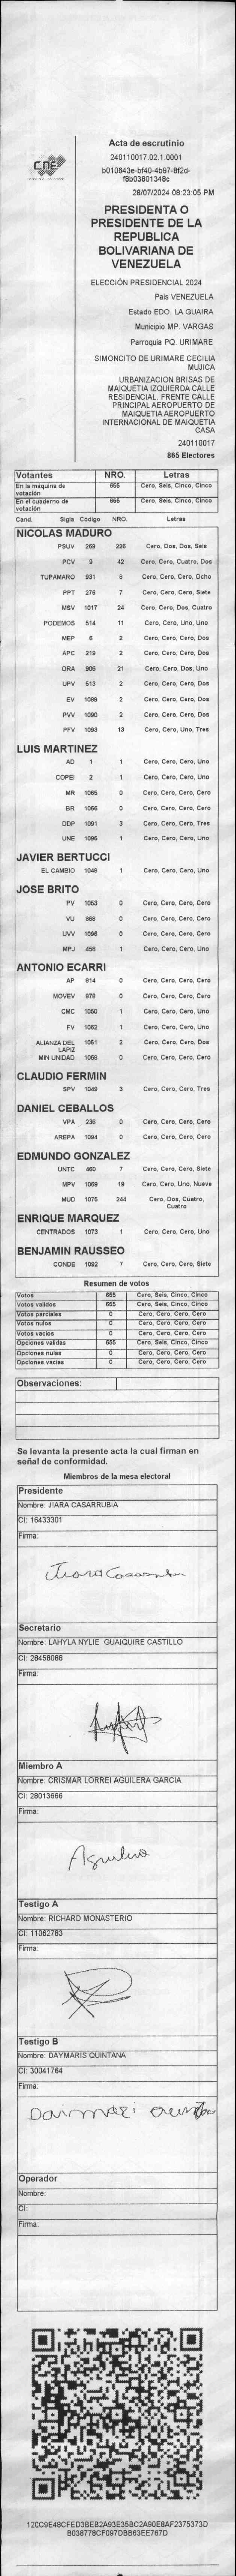 CNE
Acta de escrutinio
240110017.02.1.0001
b010643e-bf40-4b97-8f2d-
f8b03801348c
28/07/2024 08:23:05 PM
PRESIDENTA O
PRESIDENTE DE LA
REPUBLICA
BOLIVARIANA DE
VENEZUELA
ELECCIÓN PRESIDENCIAL 2024
Pais VENEZUELA
Estado EDO. LA GUAIRA
Municipio MP. VARGAS
Parroquia PQ. URIMARE
SIMONCITO DE URIMARE CECILIA
MUJICA
URBANIZACION BRISAS DE
MAIQUETIA IZQUIERDA CALLE
RESIDENCIAL. FRENTE CALLE
PRINCIPAL AEROPUERTO DE
MAIQUETIA AEROPUERTO
INTERNACIONAL DE MAIQUETIA
CASA
240110017
865 Electores
Votantes NRO. Letras
En la máquina de votación 655 Cero, Seis, Cinco, Cinco
En el cuaderno de votación 655 Cero, Seis, Cinco, Cinco
Cand. Sigla Código NRO. Letras
NICOLAS MADURO
PSUV 269 226 Cero, Dos, Dos, Seis
PCV 9 42 Cero, Cero, Cuatro, Dos
TUPAMARO 931 8 Cero, Cero, Cero, Ocho
PPT 276 7 Cero, Cero, Cero, Siete
MSV 1017 24 Cero, Cero, Dos, Cuatro
PODEMOS 514 11 Cero, Cero, Uno, Uno
MEP 6 2 Cero, Cero, Cero, Dos
APC 219 2 Cero, Cero, Cero, Dos
ORA 906 21 Cero, Cero, Dos, Uno
UPV 513 2 Cero, Cero, Cero, Dos
EV 1089 2 Cero, Cero, Cero, Dos
PVV 1090 2 Cero, Cero, Cero, Dos
PFV 1093 13 Cero, Cero, Uno, Tres
LUIS MARTINEZ
AD 1 1 Cero, Cero, Cero, Uno
COPEI 2 1 Cero, Cero, Cero, Uno
MR 1065 0 Cero, Cero, Cero, Cero
BR 1066 0 Cero, Cero, Cero, Cero
DDP 1091 3 Cero, Cero, Cero, Tres
UNE 1095 1 Cero, Cero, Cero, Uno
JAVIER BERTUCCI
EL CAMBIO 1048 1 Cero, Cero, Cero, Uno
JOSE BRITO
PV 1053 0 Cero, Cero, Cero, Cero
VU 868 0 Cero, Cero, Cero, Cero
UVV 1096 0 Cero, Cero, Cero, Cero
MPJ 458 1 Cero, Cero, Cero, Uno
ANTONIO ECARRI
AP 814 0 Cero, Cero, Cero, Cero
MOVEV 879 0 Cero, Cero, Cero, Cero
CMC 1050 1 Cero, Cero, Cero, Uno
FV 1062 1 Cero, Cero, Cero, Uno
ALIANZA DEL LAPIZ 1051 2 Cero, Cero, Cero, Dos
MIN UNIDAD 1058 0 Cero, Cero, Cero, Cero
CLAUDIO FERMIN
SPV 1049 3 Cero, Cero, Cero, Tres
DANIEL CEBALLOS
VPA 236 0 Cero, Cero, Cero, Cero
AREPA 1094 0 Cero, Cero, Cero, Cero
EDMUNDO GONZALEZ
UNTC 460 7 Cero, Cero, Cero, Siete
MPV 1069 19 Cero, Cero, Uno, Nueve
MUD 1075 244 Cero, Dos, Cuatro,
Cuatro
ENRIQUE MARQUEZ
CENTRADOS 1073 1 Cero, Cero, Cero, Uno
BENJAMIN RAUSSEO
CONDE 1092 7 Cero, Cero, Cero, Siete
Resumen de votos
Votos 655 Cero, Seis, Cinco, Cinco
Votos validos 655 Cero, Seis, Cinco, Cinco
Votos parciales 0 Cero, Cero, Cero, Cero
Votos nulos 0 Cero, Cero, Cero, Cero
Votos vacios 0 Cero, Cero, Cero, Cero
Opciones validas 655 Cero, Seis, Cinco, Cinco
Opciones nulas 0 Cero, Cero, Cero, Cero
Opciones vacias 0 Cero, Cero, Cero, Cero
Observaciones:
Se levanta la presente acta la cual firman en
señal de conformidad.
Miembros de la mesa electoral
Presidente
Nombre: JIARA CASARRUBIA
CI: 16433301
Firma:
Secretario
Nombre: LAHYLA NYLIE GUAIQUIRE CASTILLO
CI: 28458088
Firma:
Miembro A
Nombre: CRISMAR LORREI AGUILERA GARCIA
CI: 28013666
Firma:
Testigo A
Nombre: RICHARD MONASTERIO
CI: 11062783
Firma:
Testigo B
Nombre: DAYMARIS QUINTANA
CI: 30041764
Firma:
Operador
Nombre:
CI:
Firma:
120C9E48CFED3BEB2A93E35BC2A90E8AF2375373D
B038778CF097DBB63EE767D